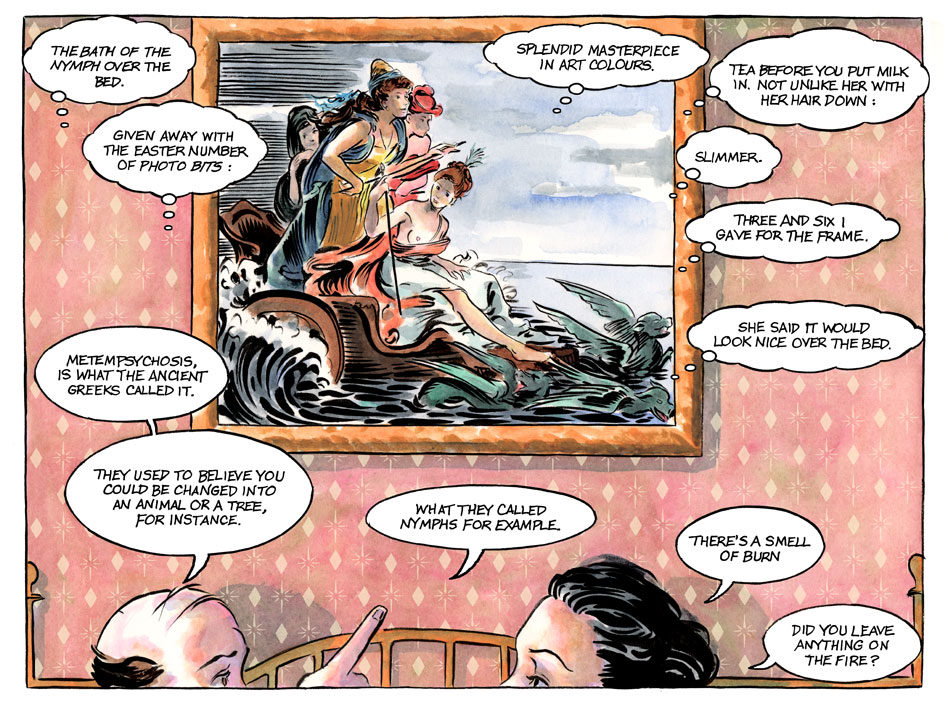 THE BATH OF THE
NYMPH OVER THE
BED.
GIVEN AWAY WITH
THE EASTER NUMBER
OF PHOTO BITS :
SPLENDID MASTERPIECE
IN ART COLOURS.
TEA BEFORE YOU PUT MILK
IN. NOT UNLIKE HER WITH
HER HAIR DOWN :
SLIMMER.
THREE AND SIX I
GAVE FOR THE FRAME.
SHE SAID IT WOULD
LOOK NICE OVER THE BED.
METEMPSYCHOSIS,
IS WHAT THE ANCIENT
GREEKS CALLED IT.
THEY USED TO BELIEVE YOU
COULD BE CHANGED INTO
AN ANIMAL OR A TREE,
FOR INSTANCE.
WHAT THEY CALLED
NYMPHS FOR EXAMPLE.
THERE'S A SMELL
OF BURN
DID YOU LEAVE
ANYTHING ON
THE FIRE?